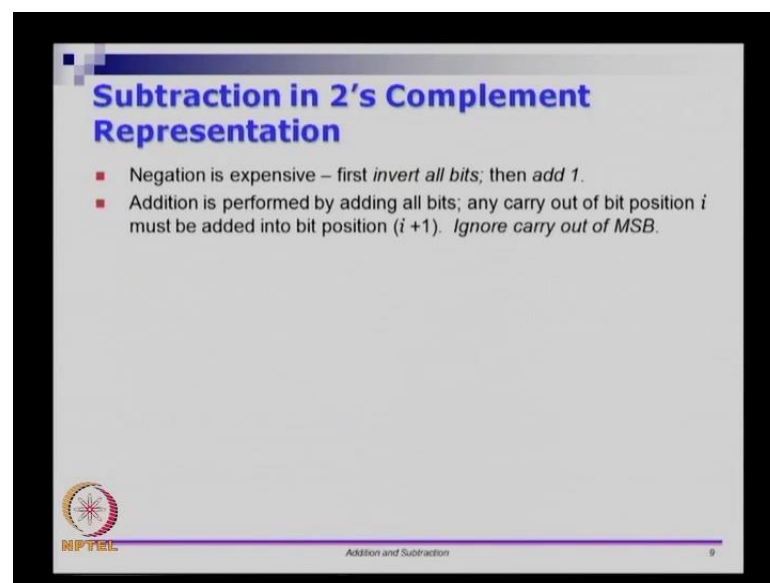 Subtraction in 2's Complement
Representation
Negation is expensive – first invert all bits; then add 1.
Addition is performed by adding all bits; any carry out of bit position i
must be added into bit position (i +1). Ignore carry out of MSB.
NPTEL
Addition and Subtraction
9